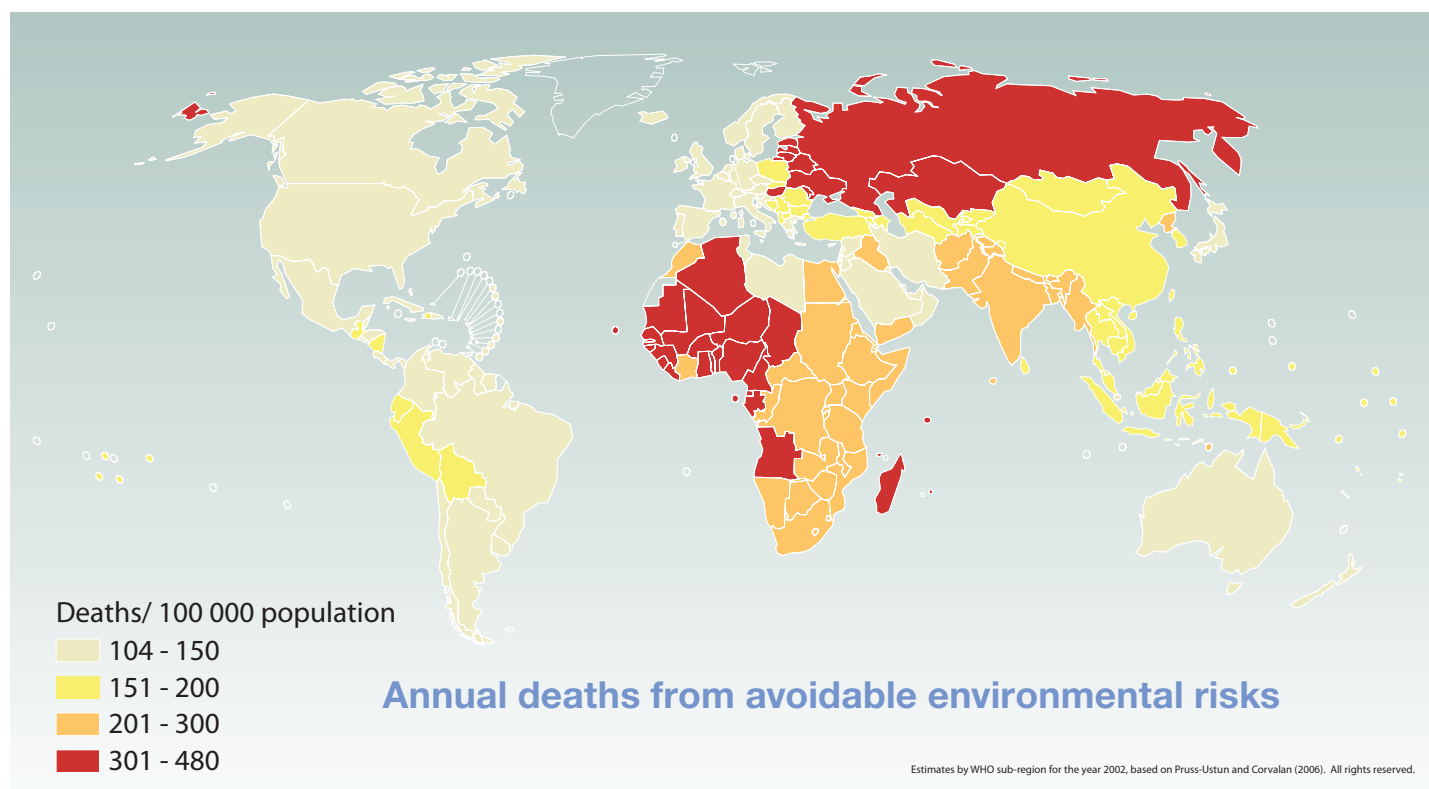 Deaths/ 100 000 population
104 - 150
151 - 200
201 - 300
301 - 480
Annual deaths from avoidable environmental risks
Estimates by WHO sub-region for the year 2002, based on Pruss-Ustun and Corvalan (2006).  All rights reserved.